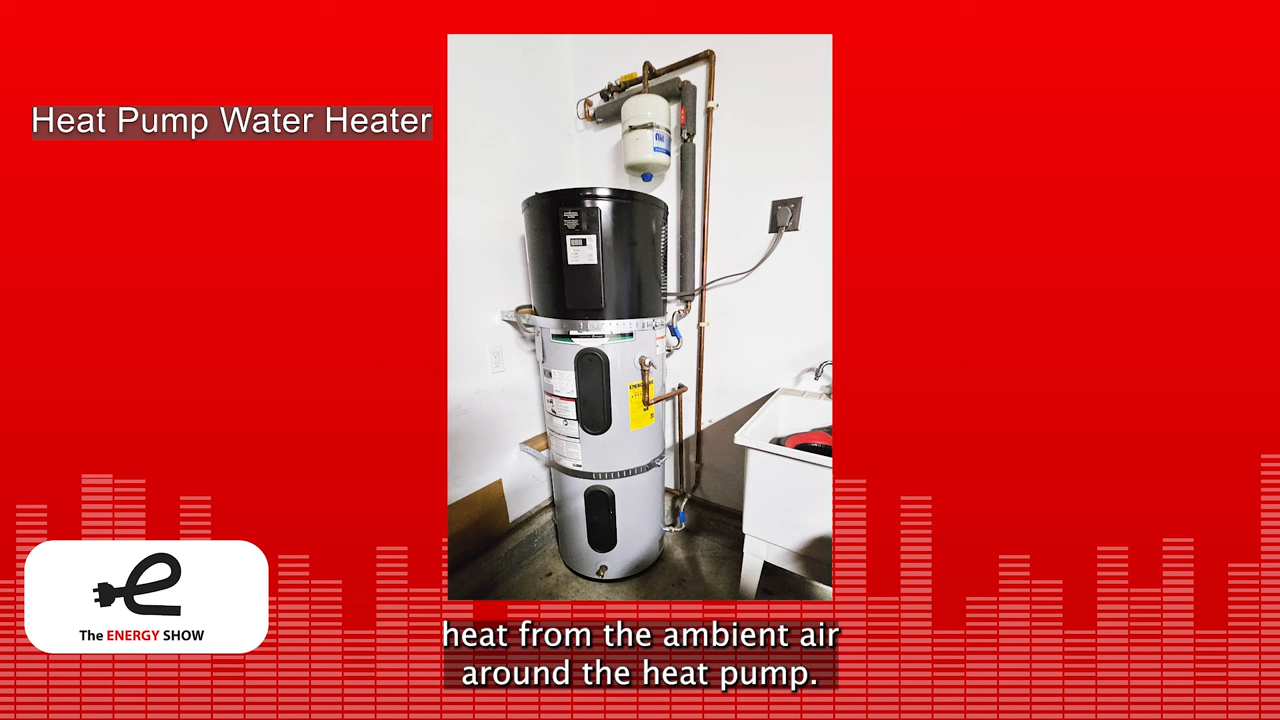 Heat Pump Water Heater
The ENERGY SHOW
heat from the ambient air
around the heat pump.